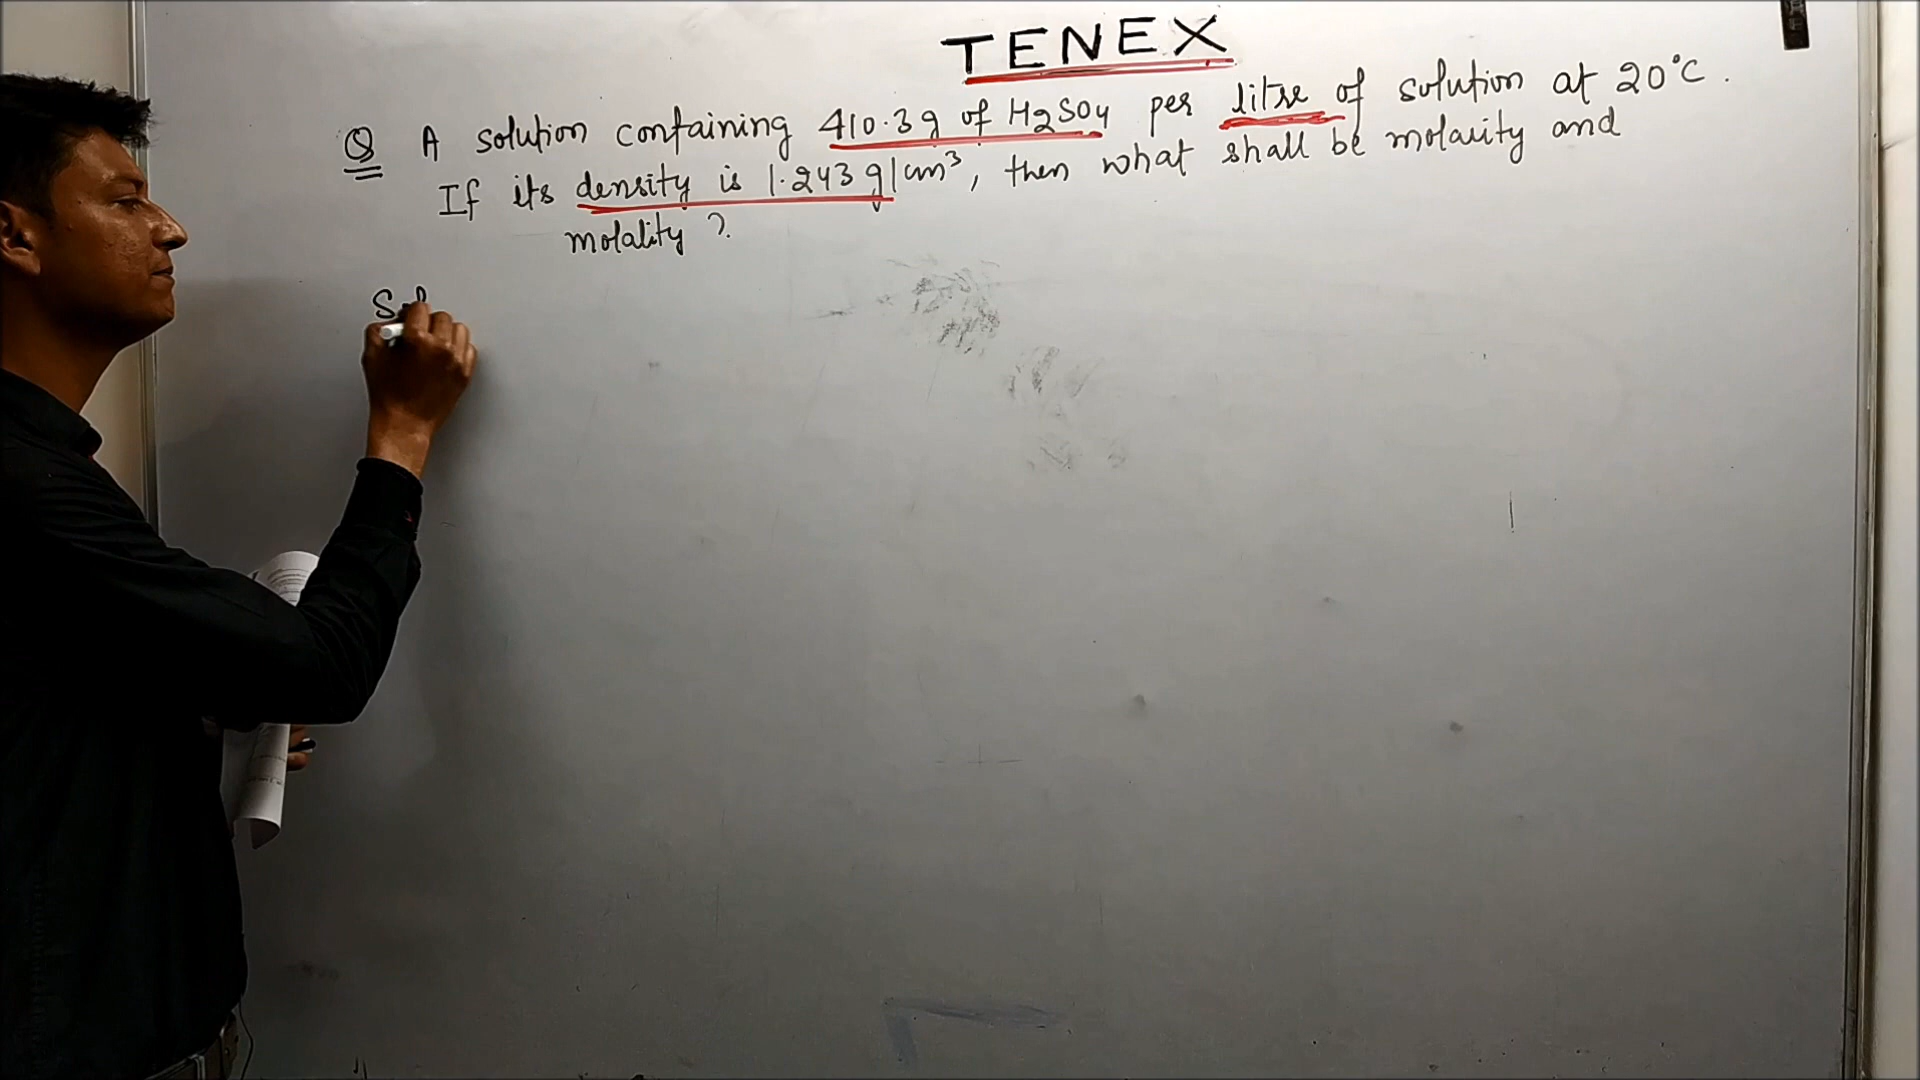 TENEX
Q A solution containing 410.3g of H2SO4 per litre of solution at 20°C.
If its density is 1.243 g/cm³, then what shall be molarity and
molality ?
Sol